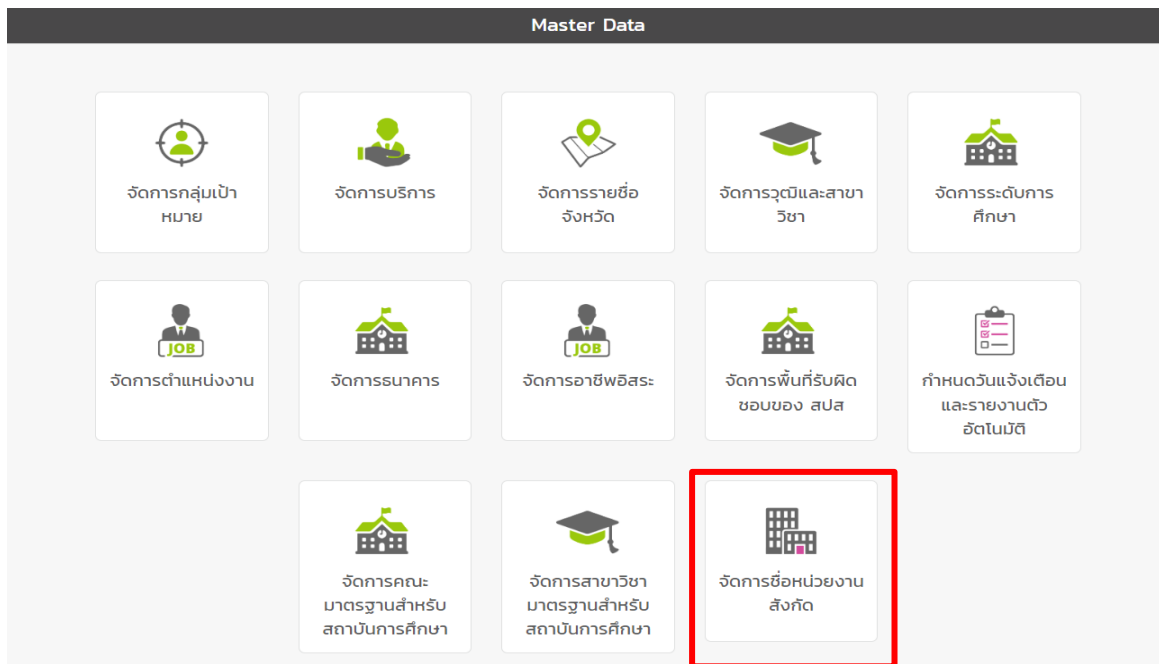 Master Data
จัดการกลุ่มเป้า
หมาย
จัดการบริการ
จัดการรายชื่อ
จังหวัด
จัดการวุฒิและสาขา
วิชา
จัดการระดับการ
ศึกษา
JOB
จัดการตำแหน่งงาน
จัดการธนาคาร
JOB
จัดการอาชีพอิสระ
จัดการพื้นที่รับผิด
ชอบของ สปส
กำหนดวันแจ้งเตือน
และรายงานตัว
อัตโนมัติ
จัดการคณะ
มาตรฐานสำหรับ
สถาบันการศึกษา
จัดการสาขาวิชา
มาตรฐานสำหรับ
สถาบันการศึกษา
จัดการชื่อหน่วยงาน
สังกัด